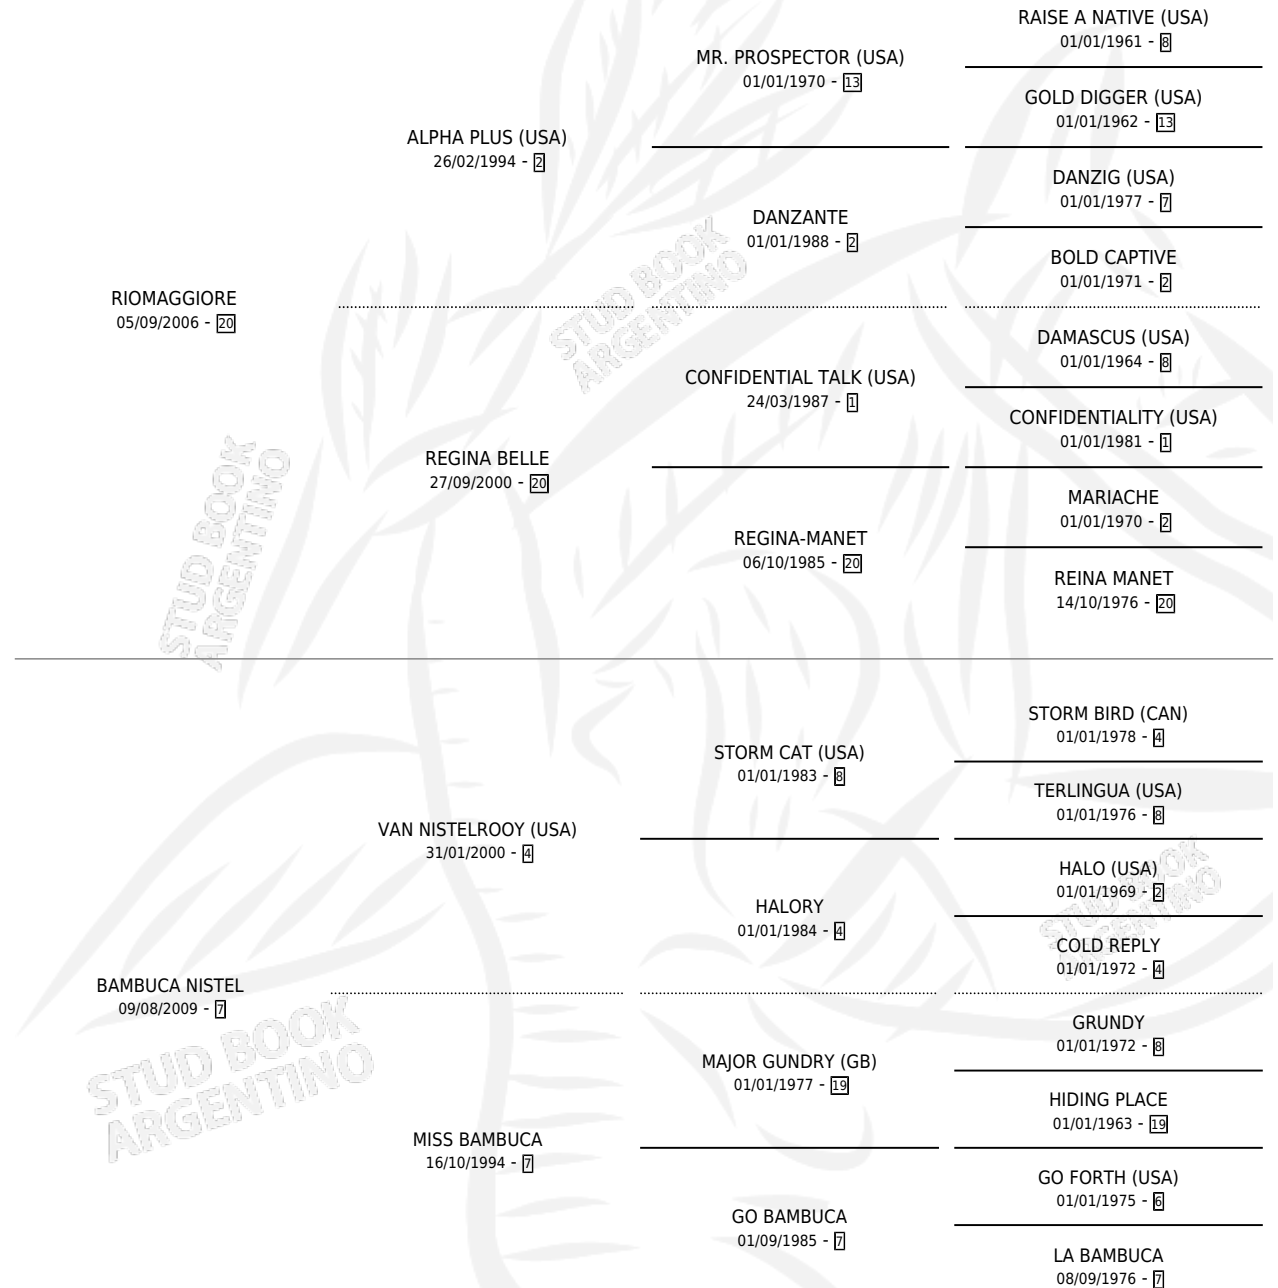 RAISE A NATIVE (USA)
01/01/1961 - 8
MR. PROSPECTOR (USA)
01/01/1970 - 13
GOLD DIGGER (USA)
01/01/1962 - 13
ALPHA PLUS (USA)
26/02/1994 - 2
DANZIG (USA)
01/01/1977 - 7
DANZANTE
01/01/1988 - 2
BOLD CAPTIVE
01/01/1971 - 2
RIOMAGGIORE
05/09/2006 - 20
DAMASCUS (USA)
01/01/1964 - 8
CONFIDENTIAL TALK (USA)
24/03/1987 - 1
CONFIDENTIALITY (USA)
01/01/1981 - 1
REGINA BELLE
27/09/2000 - 20
MARIACHE
01/01/1970 - 2
REGINA-MANET
06/10/1985 - 20
REINA MANET
14/10/1976 - 20
STORM BIRD (CAN)
01/01/1978 - 4
STORM CAT (USA)
01/01/1983 - 8
TERLINGUA (USA)
01/01/1976 - 8
VAN NISTELROOY (USA)
31/01/2000 - 4
HALO (USA)
01/01/1969 - 2
HALORY
01/01/1984 - 4
COLD REPLY
01/01/1972 - 4
BAMBUCA NISTEL
09/08/2009 - 7
GRUNDY
01/01/1972 - 8
MAJOR GUNDRY (GB)
01/01/1977 - 19
HIDING PLACE
01/01/1963 - 19
MISS BAMBUCA
16/10/1994 - 7
GO FORTH (USA)
01/01/1975 - 6
GO BAMBUCA
01/09/1985 - 7
LA BAMBUCA
08/09/1976 - 7
STUD BOOK
ARGENTINO
STUD BOOK
ARGENTINO
STUD BOOK
ARGENTINO
STUD BOOK
ARGENTINO